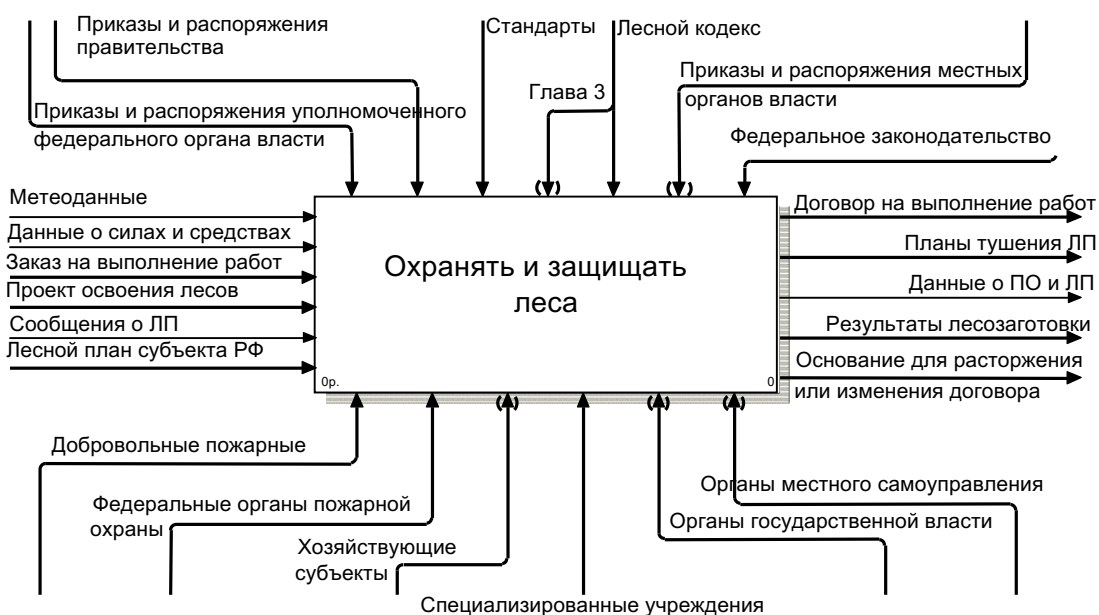 Приказы и распоряжения
правительства
Стандарты
Лесной кодекс
Глава 3
Приказы и распоряжения местных
органов власти
Приказы и распоряжения уполномоченного
федерального органа власти
Федеральное законодательство
Метеоданные
Данные о силах и средствах
Заказ на выполнение работ
Проект освоения лесов
Сообщения о ЛП
Лесной план субъекта РФ
Охранять и защищать
леса
0р.
0
Договор на выполнение работ
Планы тушения ЛП
Данные о ПО и ЛП
Результаты лесозаготовки
Основание для расторжения
или изменения договора
Добровольные пожарные
Федеральные органы пожарной
охраны
Хозяйствующие
субъекты
Специализированные учреждения
Органы местного самоуправления
Органы государственной власти